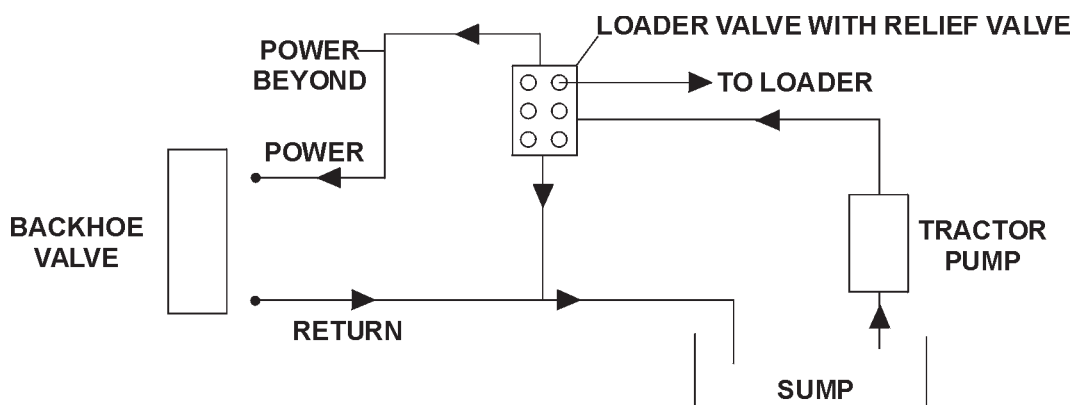 LOADER VALVE WITH RELIEF VALVE
POWER
BEYOND
TO LOADER
POWER
BACKHOE
VALVE
TRACTOR
PUMP
RETURN
SUMP